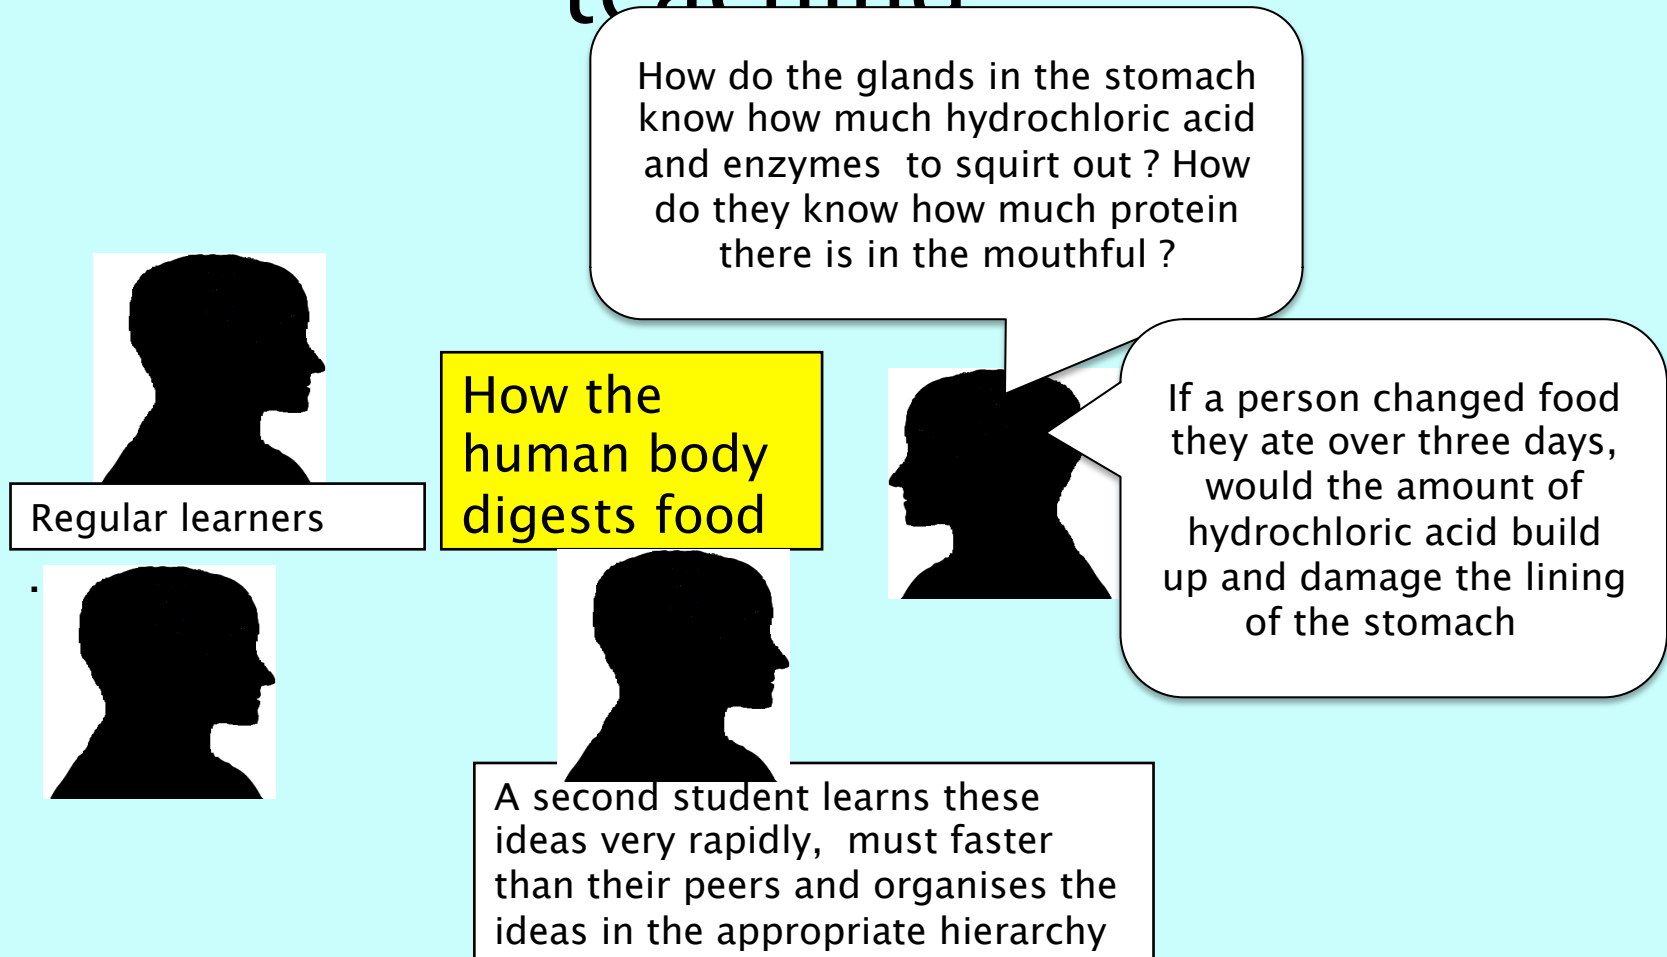 teaching
How do the glands in the stomach
know how much hydrochloric acid
and enzymes to squirt out ? How
do they know how much protein
there is in the mouthful ?
If a person changed food
they ate over three days,
would the amount of
hydrochloric acid build
up and damage the lining
of the stomach
How the
human body
digests food
Regular learners
.
A second student learns these
ideas very rapidly, must faster
than their peers and organises the
ideas in the appropriate hierarchy